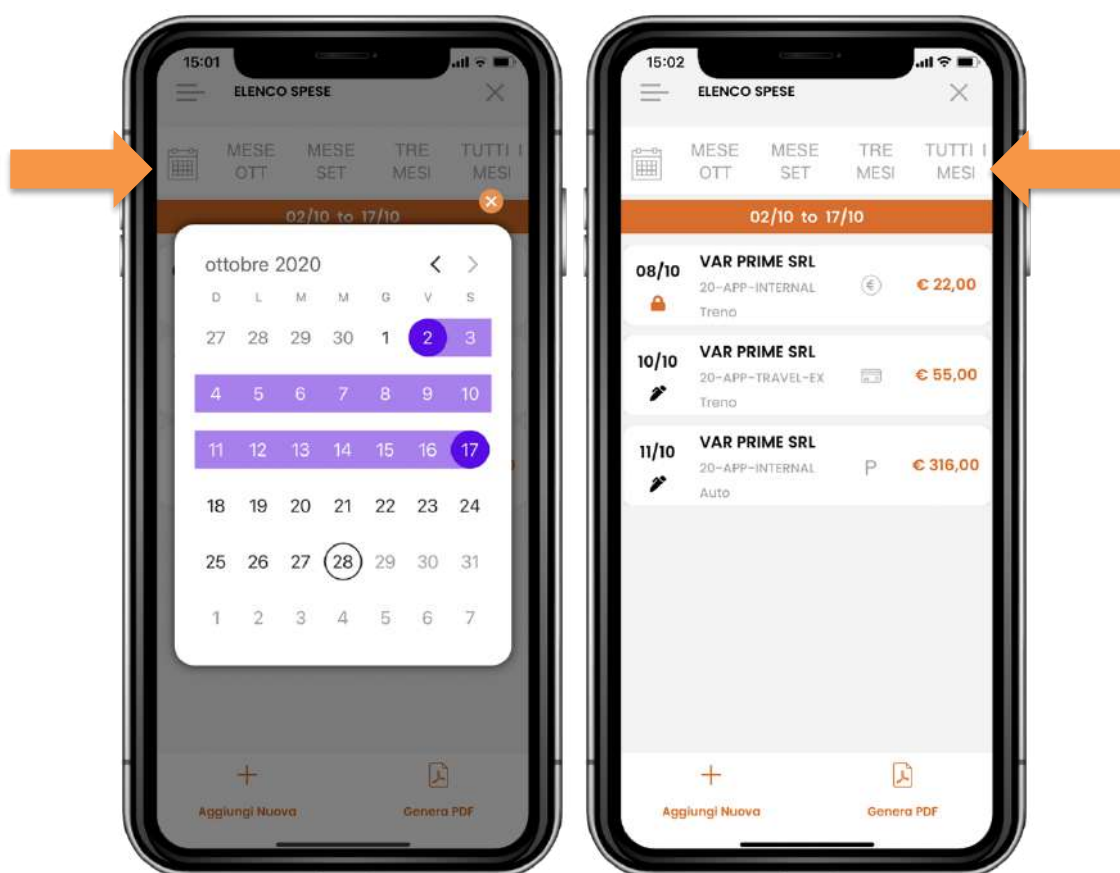 15:01
ELENCO SPESE
MESE OTT
MESE SET
TRE MESI
TUTTI I MESI
02/10 to 17/10
ottobre 2020
D L M M G V S
27 28 29 30 1 2 3
4 5 6 7 8 9 10
11 12 13 14 15 16 17
18 19 20 21 22 23 24
25 26 27 28 29 30 31
1 2 3 4 5 6 7
Aggiungi Nuova
Genera PDF
15:02
ELENCO SPESE
MESE OTT
MESE SET
TRE MESI
TUTTI I MESI
02/10 to 17/10
08/10
VAR PRIME SRL
20-APP-INTERNAL
Treno
€
€ 22,00
10/10
VAR PRIME SRL
20-APP-TRAVEL-EX
Treno
€ 55,00
11/10
VAR PRIME SRL
20-APP-INTERNAL
Auto
P
€ 316,00
Aggiungi Nuova
Genera PDF